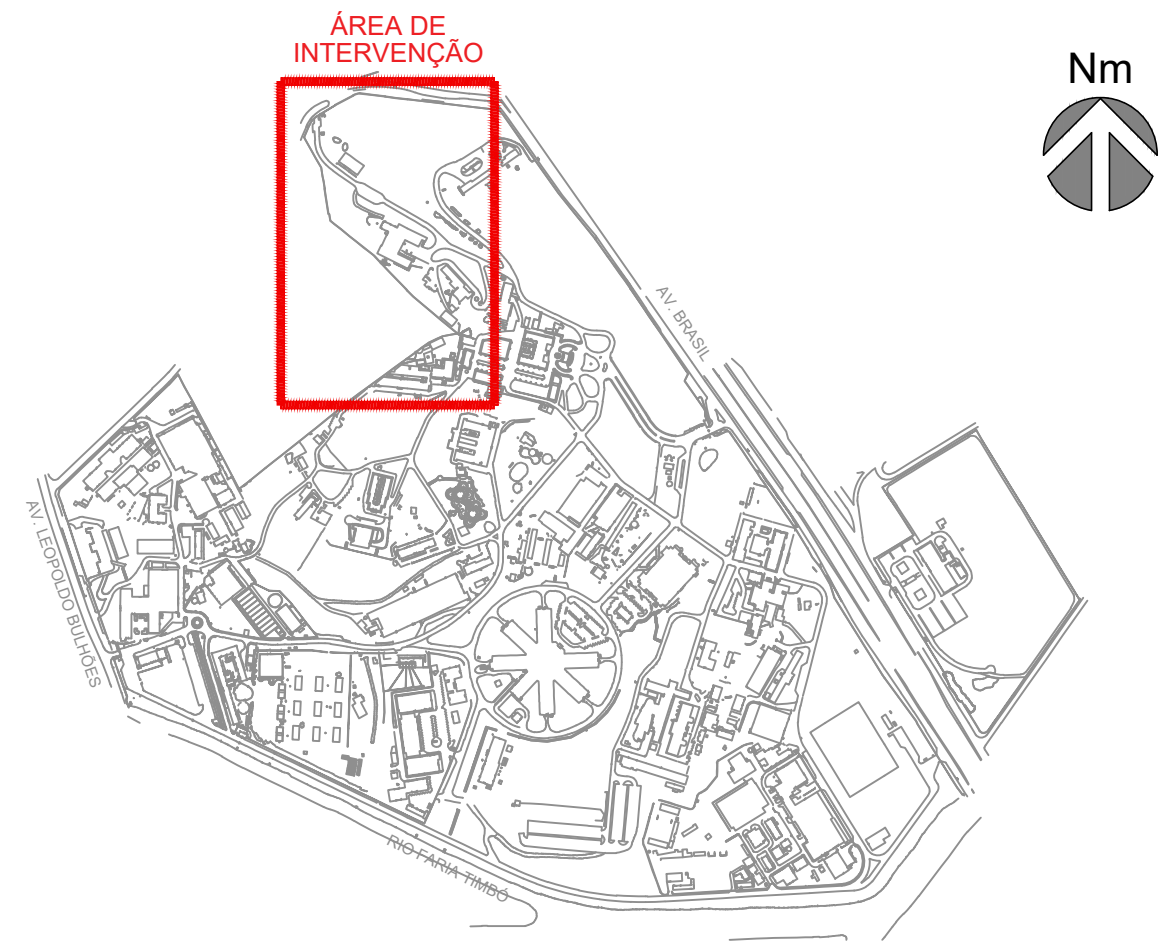 ÁREA DE
INTERVENÇÃO
Nm
AV. BRASIL
AV. LEOPOLDO BULHÕES
RIO FARIA TIMBÓ